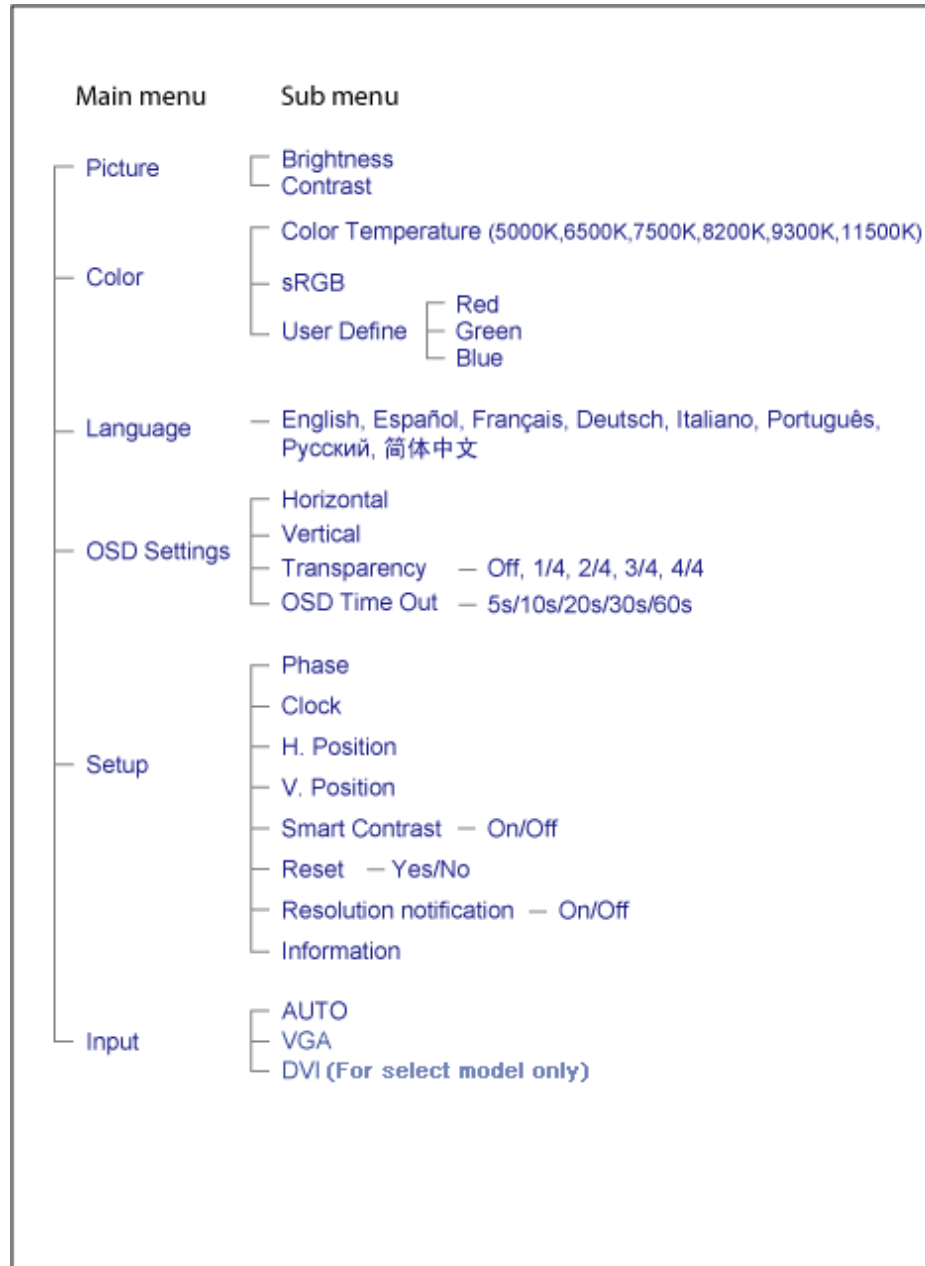 Main menu Sub menu
Picture Brightness
Contrast
Color Temperature (5000K,6500K,7500K,8200K,9300K,11500K)
Color sRGB
Red
User Define Green
Blue
Language English, Español, Français, Deutsch, Italiano, Português,
Русский, 简体中文
Horizontal
Vertical
OSD Settings
Transparency Off, 1/4, 2/4, 3/4, 4/4
OSD Time Out 5s/10s/20s/30s/60s
Phase
Clock
H. Position
Setup
V. Position
Smart Contrast On/Off
Reset Yes/No
Resolution notification On/Off
Information
AUTO
Input VGA
DVI (For select model only)